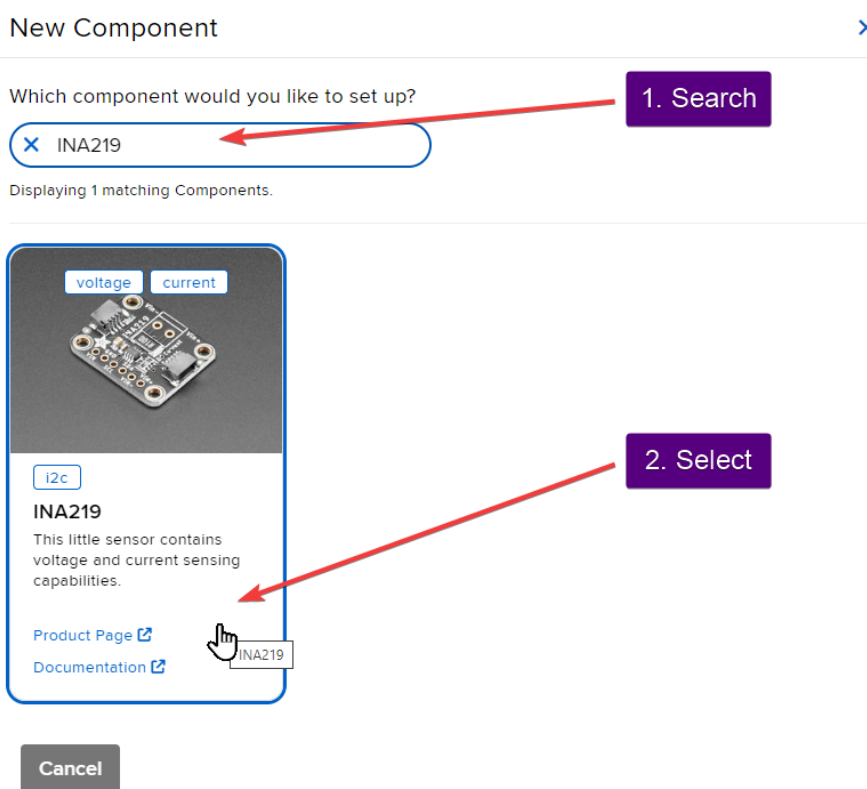 New Component
Which component would you like to set up?
1. Search
INA219
Displaying 1 matching Components.
voltage current
INA219
i2c
2. Select
INA219
This little sensor contains
voltage and current sensing
capabilities.
Product Page
INA219
Documentation
Cancel